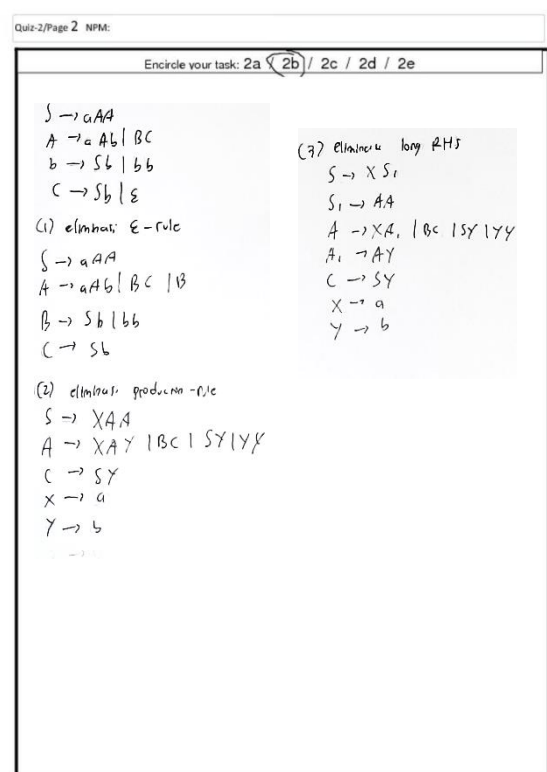 Quiz-2/Page 2 NPM:
Encircle your task: 2a / 2b / 2c / 2d / 2e
S → aAA
A → aAb | BC
b → Sb | bb
C → Sb | ε
(1) eliminasi ε-rule
S → aAA
A → aAb | BC | B
B → Sb | bb
C → Sb
(2) eliminasi production-rule
S → XAA
A → XAY | BC | SY | YY
C → SY
X → a
Y → b
(3) eliminasi long RHS
S → XS₁
S₁ → AA
A → XA₁ | BC | SY | YY
A₁ → AY
C → SY
X → a
Y → b